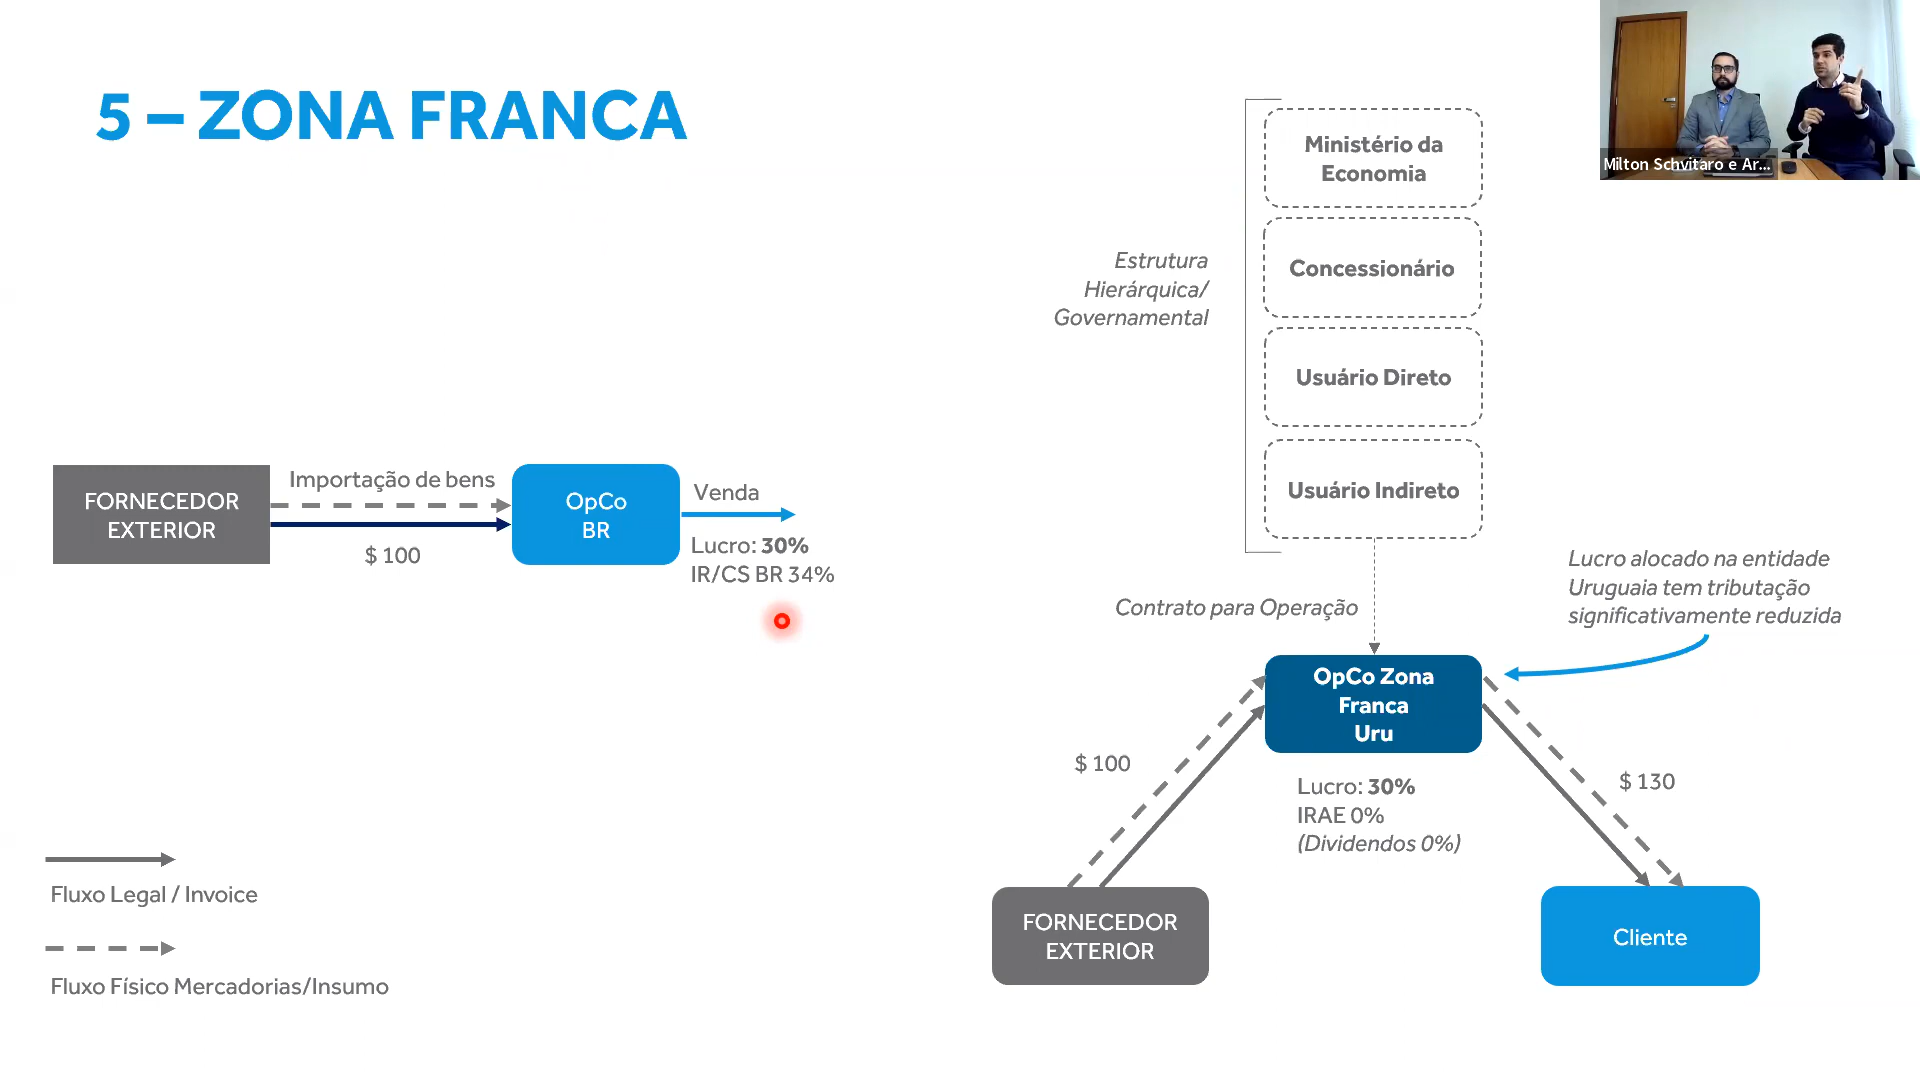 5 – ZONA FRANCA
Milton Schvitaro e Ar...
Ministério da
Economia
Concessionário
Usuário Direto
Usuário Indireto
Estrutura
Hierárquica/
Governamental
FORNECEDOR
EXTERIOR
Importação de bens
$ 100
OpCo
BR
Venda
Lucro: 30%
IR/CS BR 34%
Contrato para Operação
Lucro alocado na entidade
Uruguaia tem tributação
significativamente reduzida
OpCo Zona
Franca
Uru
$ 100
$ 130
Lucro: 30%
IRAE 0%
(Dividendos 0%)
FORNECEDOR
EXTERIOR
Cliente
Fluxo Legal / Invoice
Fluxo Físico Mercadorias/Insumo